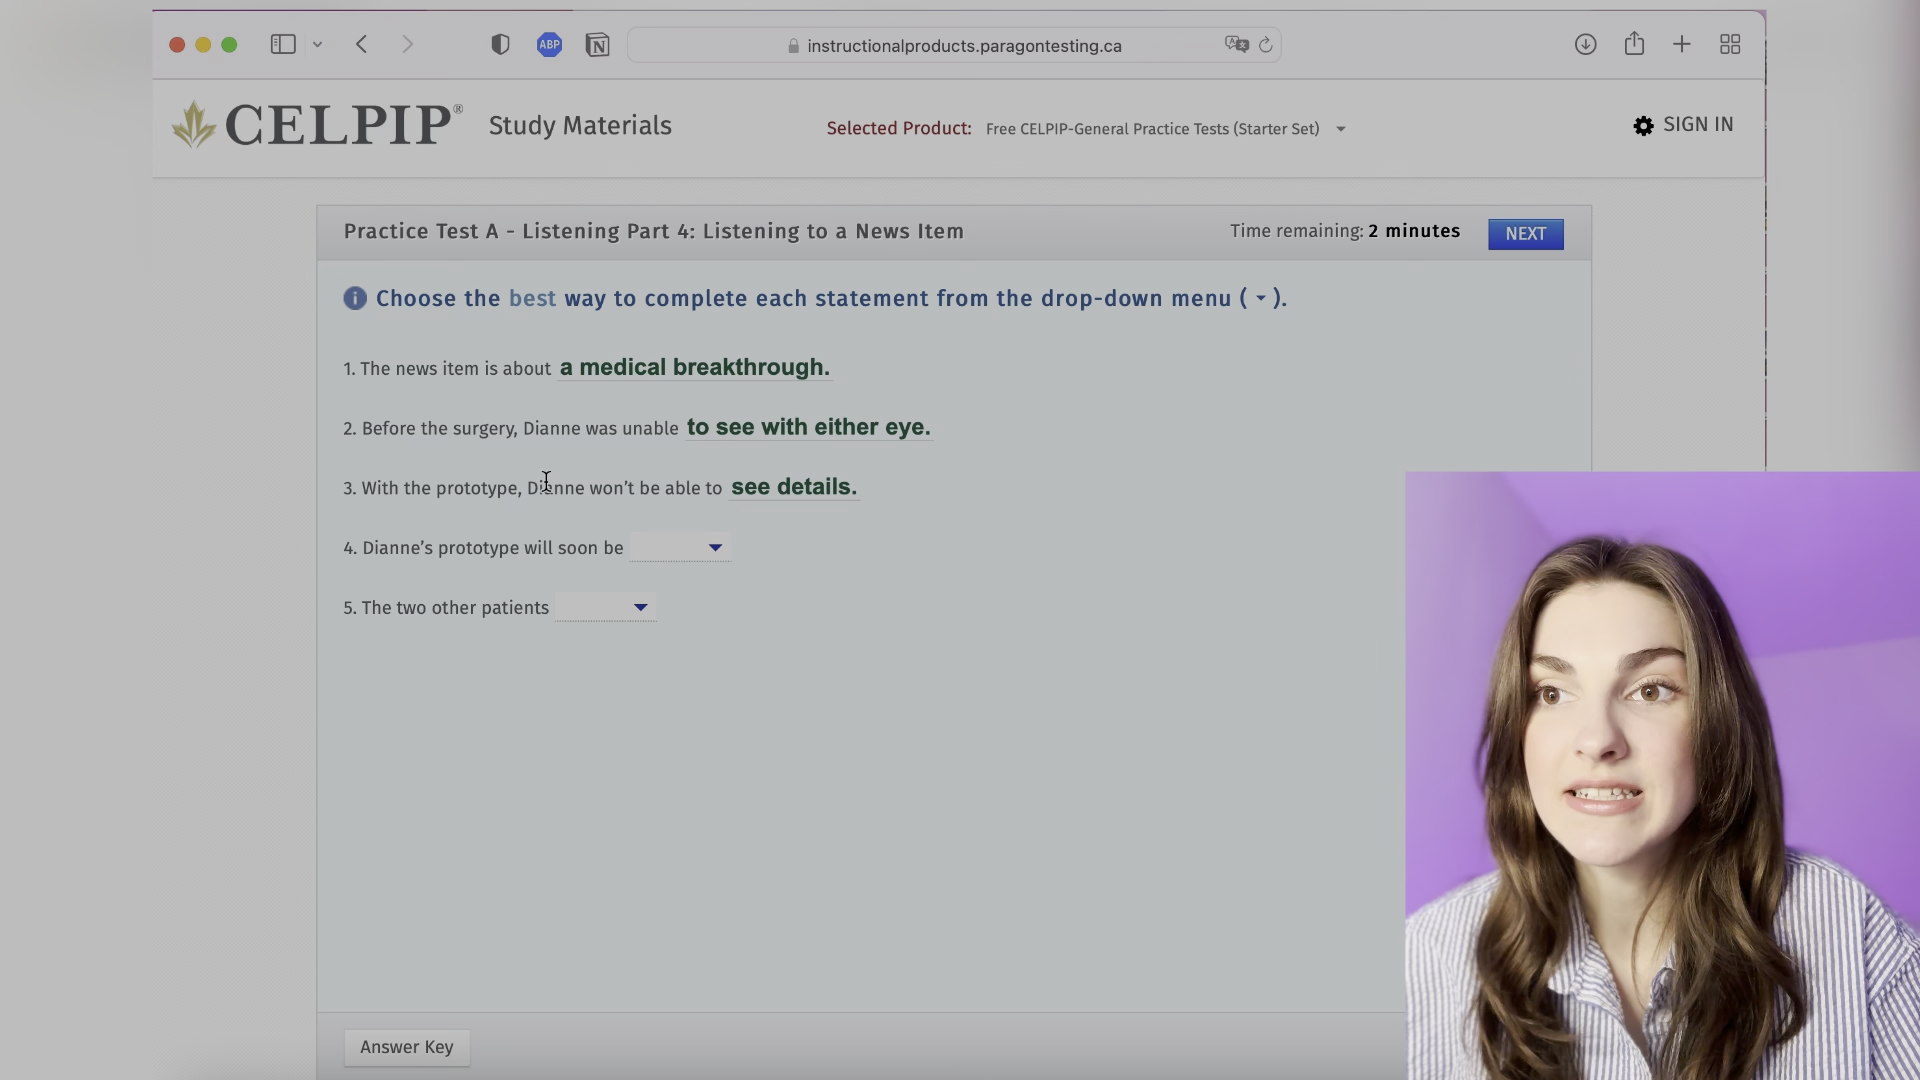 ABP
N
instructionalproducts.paragontesting.ca
CELPIP®
Study Materials
Selected Product: Free CELPIP-General Practice Tests (Starter Set)
SIGN IN
Practice Test A - Listening Part 4: Listening to a News Item
Time remaining: 2 minutes
NEXT
Choose the best way to complete each statement from the drop-down menu ( ).
1. The news item is about a medical breakthrough.
2. Before the surgery, Dianne was unable to see with either eye.
3. With the prototype, Dianne won’t be able to see details.
4. Dianne’s prototype will soon be
5. The two other patients
Answer Key